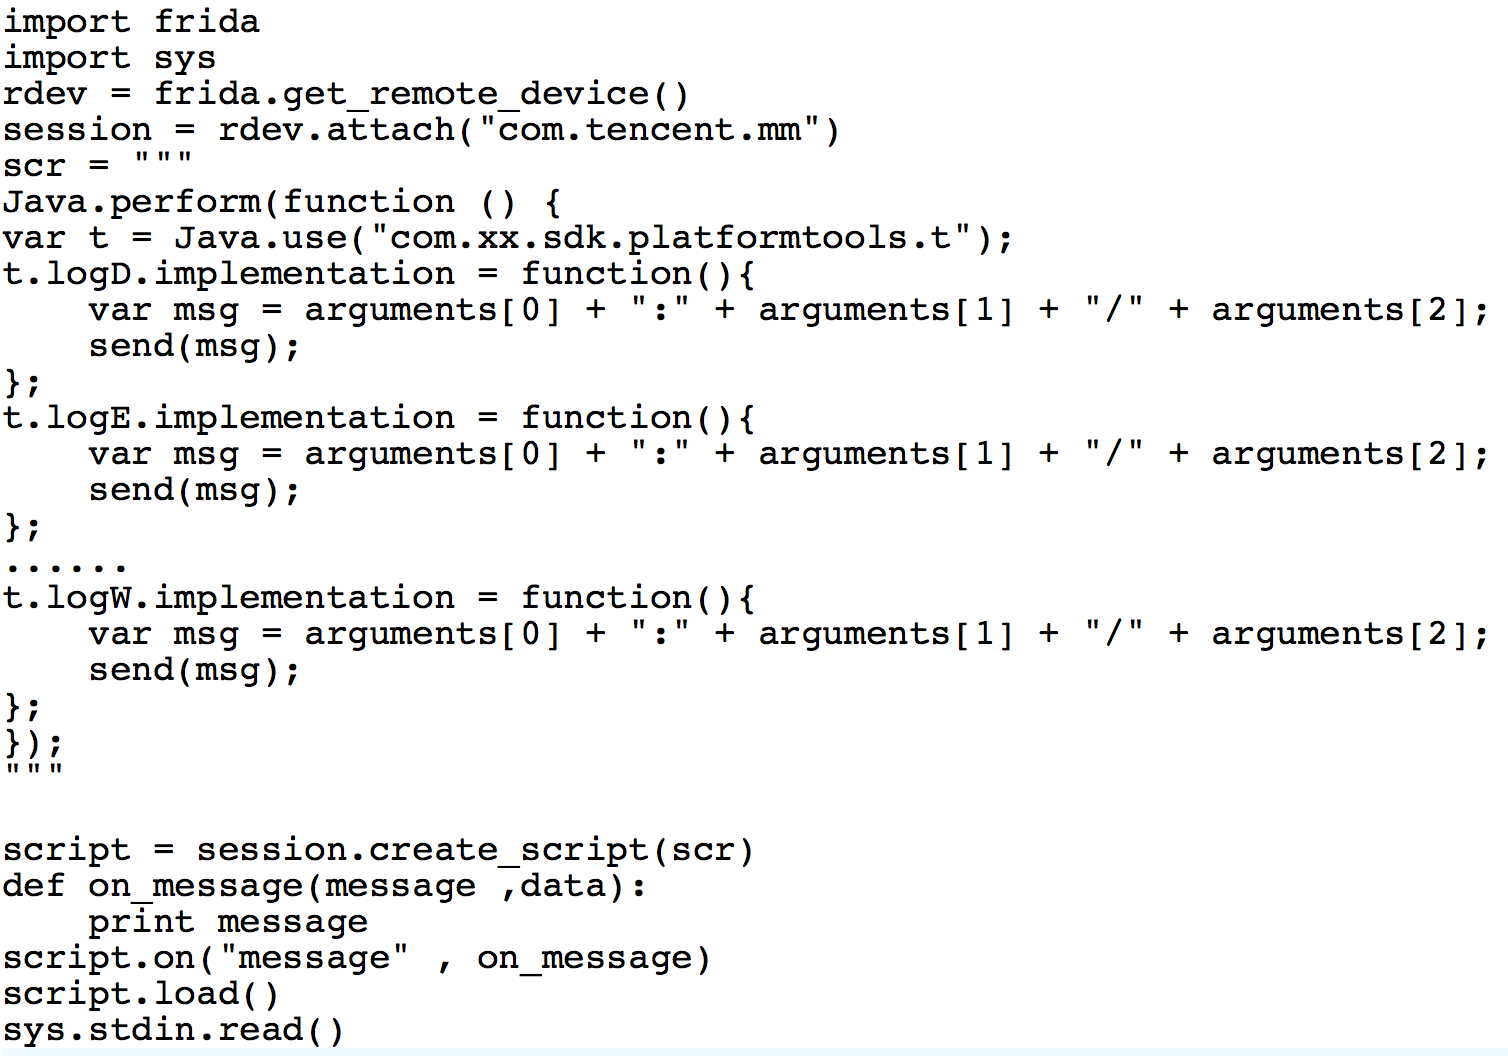 import frida
import sys
rdev = frida.get_remote_device()
session = rdev.attach("com.tencent.mm")
scr = """
Java.perform(function () {
var t = Java.use("com.xx.sdk.platformtools.t");
t.logD.implementation = function(){
    var msg = arguments[0] + ":" + arguments[1] + "/" + arguments[2];
    send(msg);
};
t.logE.implementation = function(){
    var msg = arguments[0] + ":" + arguments[1] + "/" + arguments[2];
    send(msg);
};
......
t.logW.implementation = function(){
    var msg = arguments[0] + ":" + arguments[1] + "/" + arguments[2];
    send(msg);
};
});
"""

script = session.create_script(scr)
def on_message(message ,data):
    print message
script.on("message" , on_message)
script.load()
sys.stdin.read()